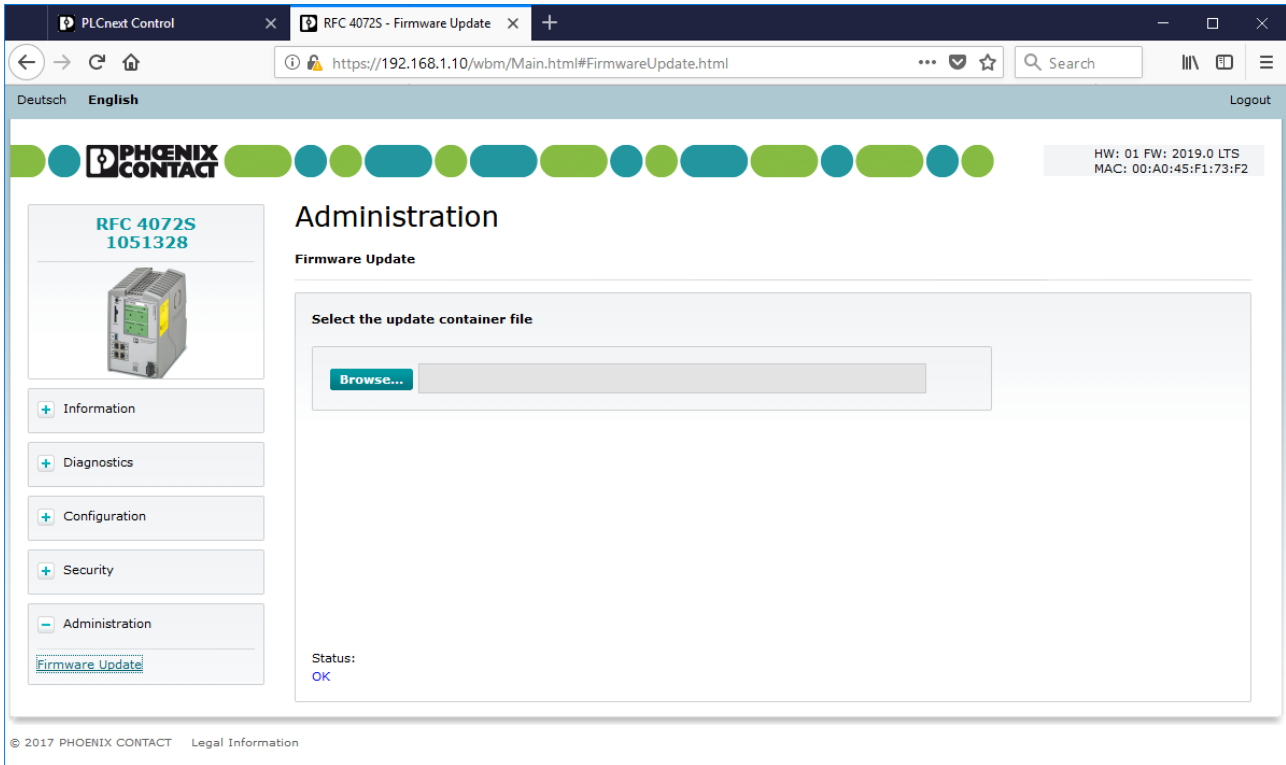 PLCnext Control
RFC 4072S - Firmware Update
https://192.168.1.10/wbm/Main.html#FirmwareUpdate.html
Search
Deutsch English
Logout
PHŒNIX
CONTACT
HW: 01 FW: 2019.0 LTS
MAC: 00:A0:45:F1:73:F2
RFC 4072S
1051328
Information
Diagnostics
Configuration
Security
Administration
Firmware Update
Administration
Firmware Update
Select the update container file
Browse...
Status:
OK
© 2017 PHOENIX CONTACT Legal Information